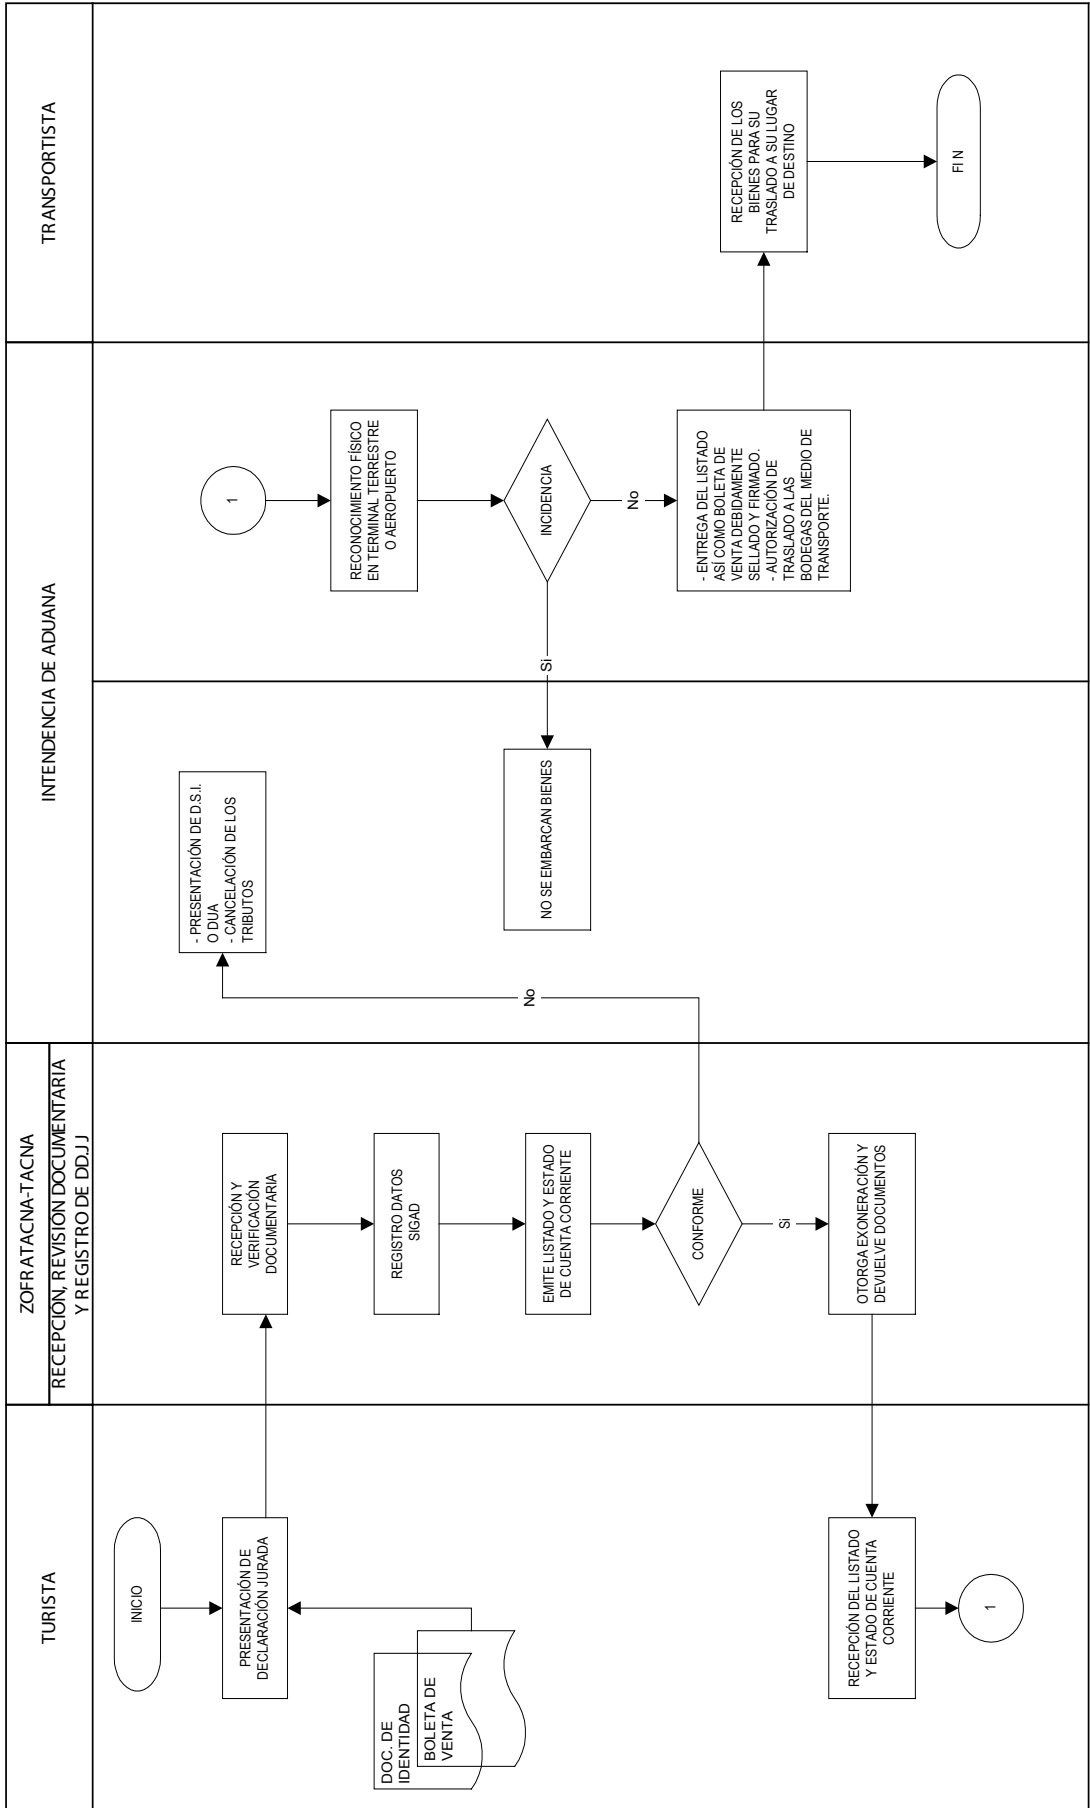 TURISTA
ZOFRATACNA-TACNA
RECEPCIÓN, REVISIÓN DOCUMENTARIA
Y REGISTRO DE DD.JJ
INTENDENCIA DE ADUANA
TRANSPORTISTA
INICIO
PRESENTACIÓN DE
DECLARACIÓN JURADA
DOC. DE
IDENTIDAD
BOLETA DE
VENTA
RECEPCIÓN DEL LISTADO
Y ESTADO DE CUENTA
CORRIENTE
1
RECEPCIÓN Y
VERIFICACIÓN
DOCUMENTARIA
REGISTRO DATOS
SIGAD
EMITE LISTADO Y ESTADO
DE CUENTA CORRIENTE
CONFORME
Si
OTORGA EXONERACIÓN Y
DEVUELVE DOCUMENTOS
No
- PRESENTACIÓN DE D.S.I.
O DUA
- CANCELACIÓN DE LOS
TRIBUTOS
NO SE EMBARCAN BIENES
1
RECONOCIMIENTO FÍSICO
EN TERMINAL TERRESTRE
O AEROPUERTO
INCIDENCIA
Si
No
- ENTREGA DEL LISTADO
ASÍ COMO BOLETA DE
VENTA DEBIDAMENTE
SELLADO Y FIRMADO.
- AUTORIZACIÓN DE
TRASLADO A LAS
BODEGAS DEL MEDIO DE
TRANSPORTE.
RECEPCIÓN DE LOS
BIENES PARA SU
TRASLADO A SU LUGAR
DE DESTINO
FIN